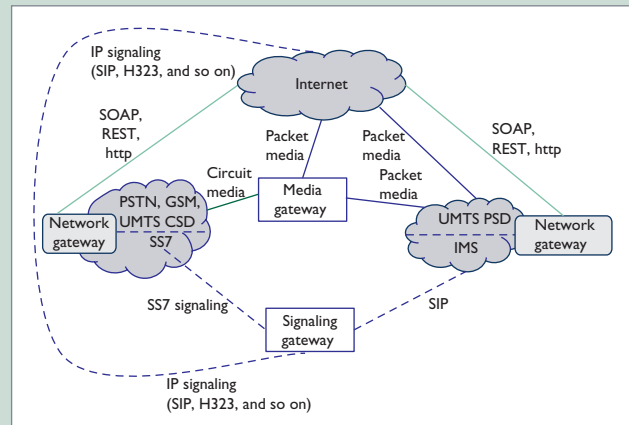 IP signaling
(SIP, H323, and so on)
Internet
SOAP,
REST,
http
SOAP,
REST, http
Packet
media
Packet
media
Packet
media
Circuit
media
Media
gateway
PSTN, GSM,
UMTS CSD
SS7
Network
gateway
UMTS PSD
IMS
Network
gateway
SS7 signaling
SIP
Signaling
gateway
IP signaling
(SIP, H323, and so on)